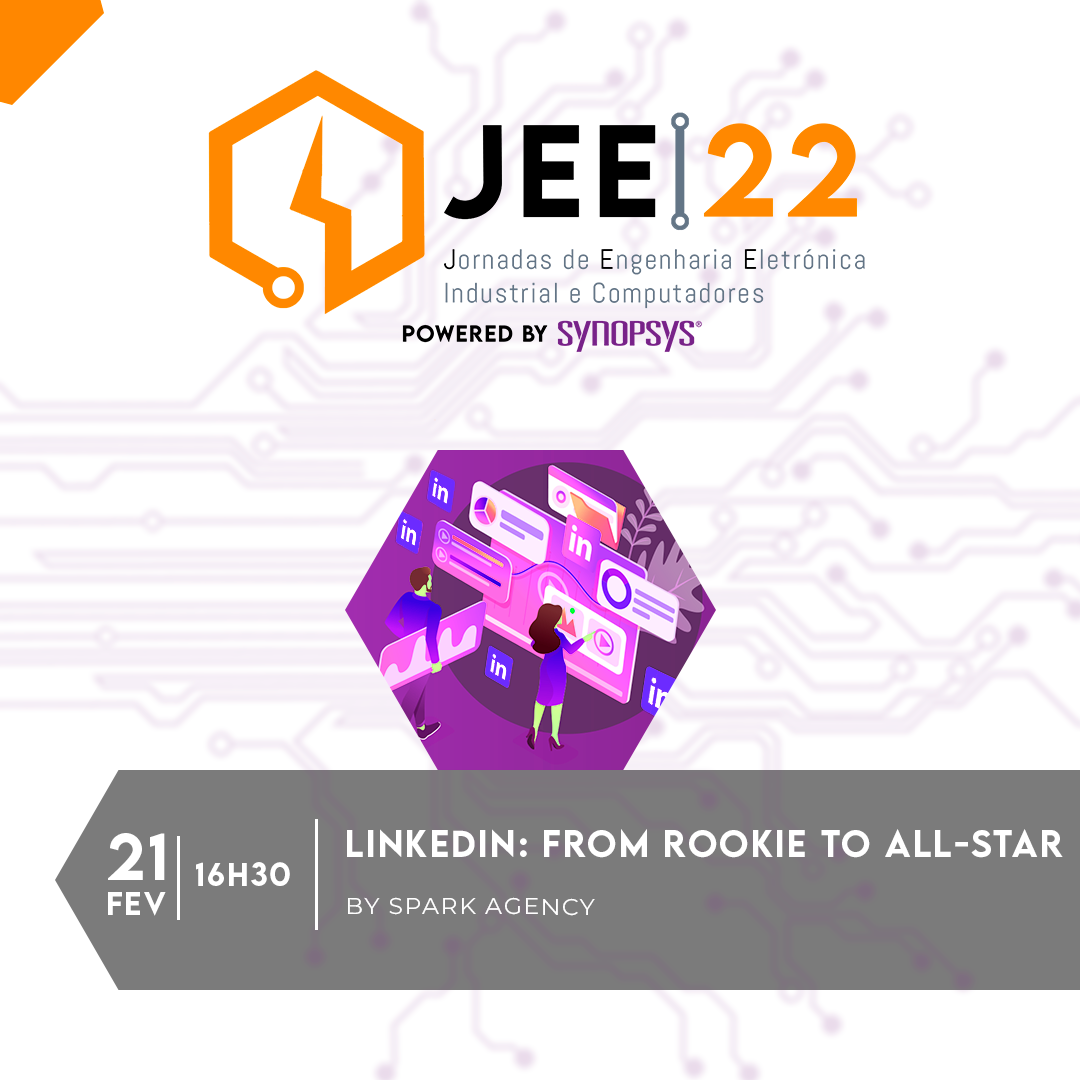 JEE|22
Jornadas de Engenharia Eletrónica
Industrial e Computadores
POWERED BY SYNOPSYS®
in
in
in
in
in
21
FEV
16H30
LINKEDIN: FROM ROOKIE TO ALL-STAR
BY SPARK AGENCY